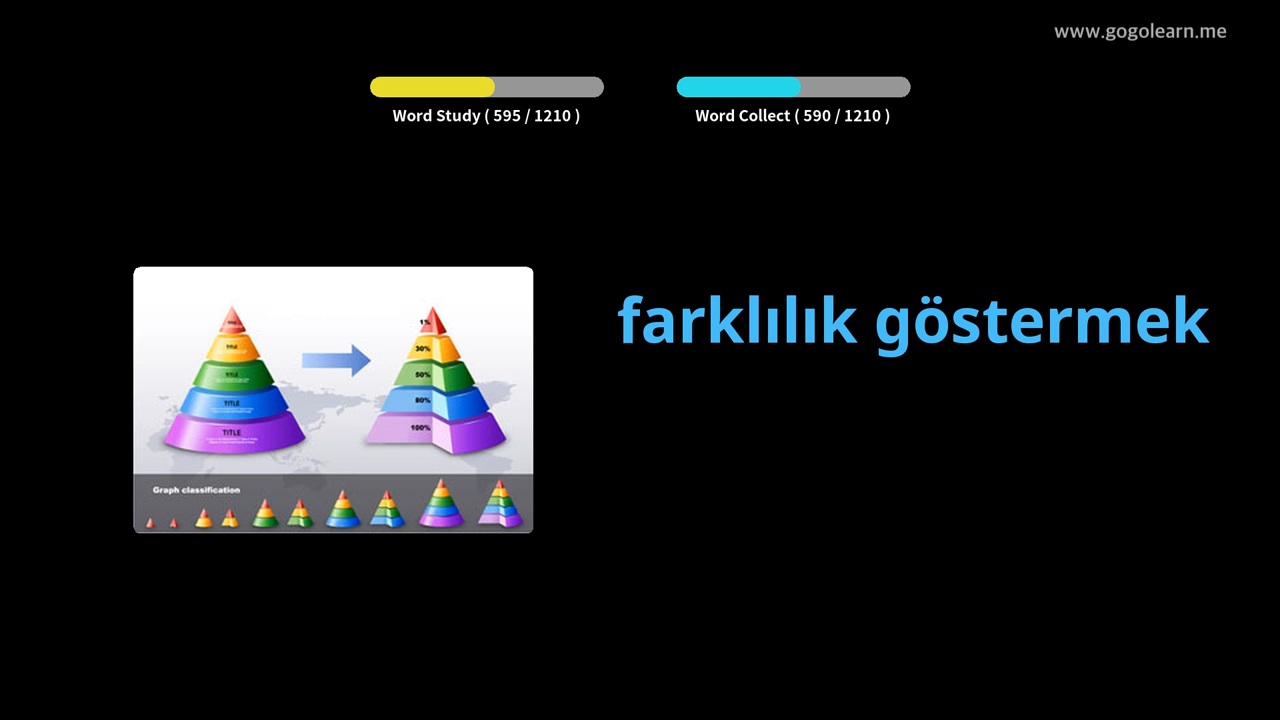 www.gogolearn.me
Word Study ( 595 / 1210 )
Word Collect ( 590 / 1210 )
farklılık göstermek
1%
TITLE
30%
TITLE
50%
TITLE
80%
TITLE
100%
Graph classification